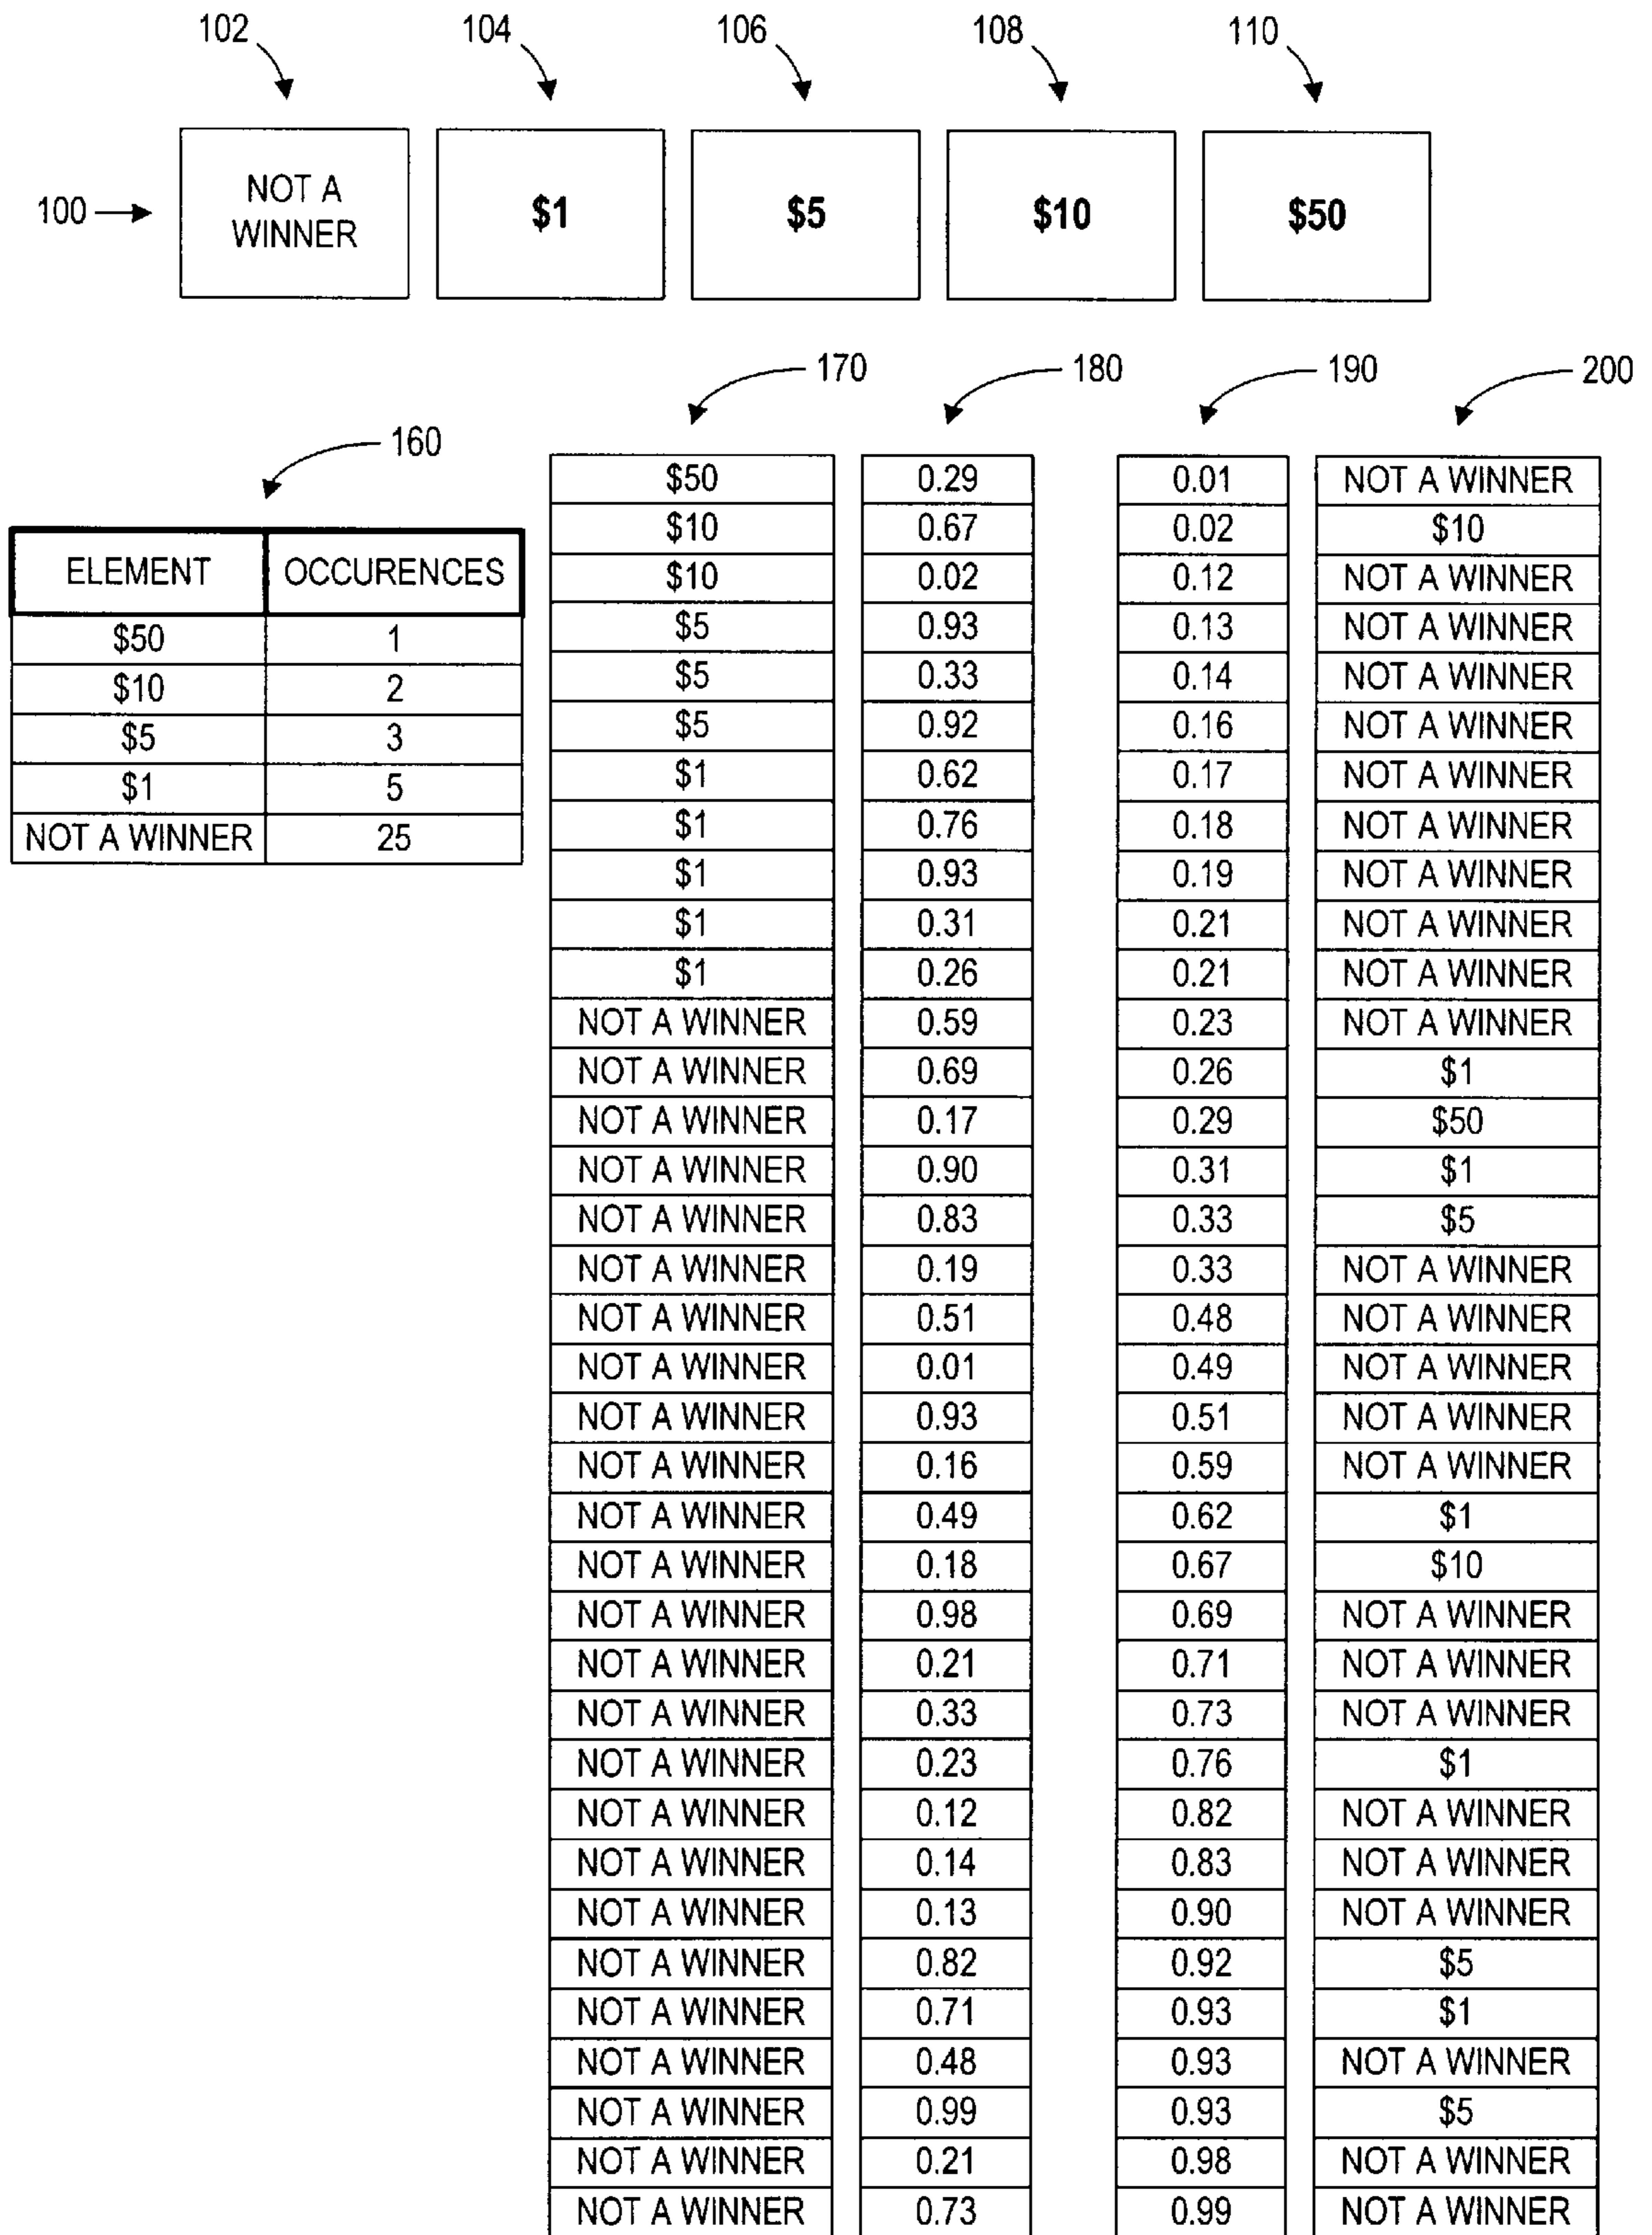 102 104 106 108 110
100
NOT A
WINNER
$1 $5 $10 $50
170 180 190 200
160
ELEMENT OCCURENCES
$50 1
$10 2
$5 3
$1 5
NOT A WINNER 25
$50 0.29 0.01 NOT A WINNER
$10 0.67 0.02 $10
$10 0.02 0.12 NOT A WINNER
$5 0.93 0.13 NOT A WINNER
$5 0.33 0.14 NOT A WINNER
$5 0.92 0.16 NOT A WINNER
$1 0.62 0.17 NOT A WINNER
$1 0.76 0.18 NOT A WINNER
$1 0.93 0.19 NOT A WINNER
$1 0.31 0.21 NOT A WINNER
$1 0.26 0.21 NOT A WINNER
NOT A WINNER 0.59 0.23 NOT A WINNER
NOT A WINNER 0.69 0.26 $1
NOT A WINNER 0.17 0.29 $50
NOT A WINNER 0.90 0.31 $1
NOT A WINNER 0.83 0.33 $5
NOT A WINNER 0.19 0.33 NOT A WINNER
NOT A WINNER 0.51 0.48 NOT A WINNER
NOT A WINNER 0.01 0.49 NOT A WINNER
NOT A WINNER 0.93 0.51 NOT A WINNER
NOT A WINNER 0.16 0.59 NOT A WINNER
NOT A WINNER 0.49 0.62 $1
NOT A WINNER 0.18 0.67 $10
NOT A WINNER 0.98 0.69 NOT A WINNER
NOT A WINNER 0.21 0.71 NOT A WINNER
NOT A WINNER 0.33 0.73 NOT A WINNER
NOT A WINNER 0.23 0.76 $1
NOT A WINNER 0.12 0.82 NOT A WINNER
NOT A WINNER 0.14 0.83 NOT A WINNER
NOT A WINNER 0.13 0.90 NOT A WINNER
NOT A WINNER 0.82 0.92 $5
NOT A WINNER 0.71 0.93 $1
NOT A WINNER 0.48 0.93 NOT A WINNER
NOT A WINNER 0.99 0.93 $5
NOT A WINNER 0.21 0.98 NOT A WINNER
NOT A WINNER 0.73 0.99 NOT A WINNER